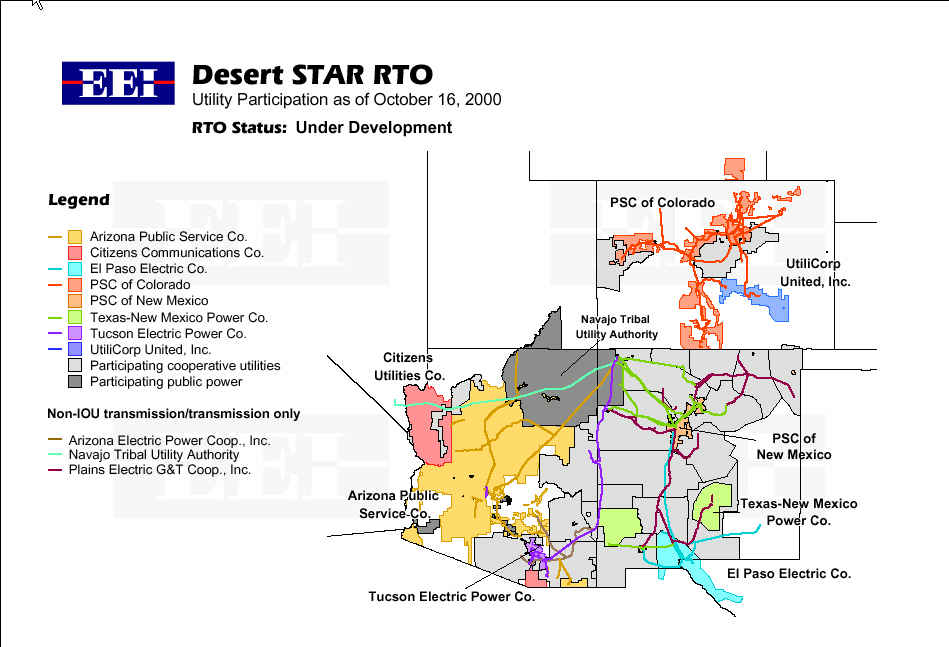 EEI
Desert STAR RTO
Utility Participation as of October 16, 2000
RTO Status: Under Development
Legend
Arizona Public Service Co.
Citizens Communications Co.
El Paso Electric Co.
PSC of Colorado
PSC of New Mexico
Texas-New Mexico Power Co.
Tucson Electric Power Co.
UtiliCorp United, Inc.
Participating cooperative utilities
Participating public power
Non-IOU transmission/transmission only
Arizona Electric Power Coop., Inc.
Navajo Tribal Utility Authority
Plains Electric G&T Coop., Inc.
PSC of Colorado
UtiliCorp
United, Inc.
Navajo Tribal
Utility Authority
Citizens
Utilities Co.
PSC of
New Mexico
Arizona Public
Service Co.
Texas-New Mexico
Power Co.
El Paso Electric Co.
Tucson Electric Power Co.
EEI
EEI
EEI
EEI